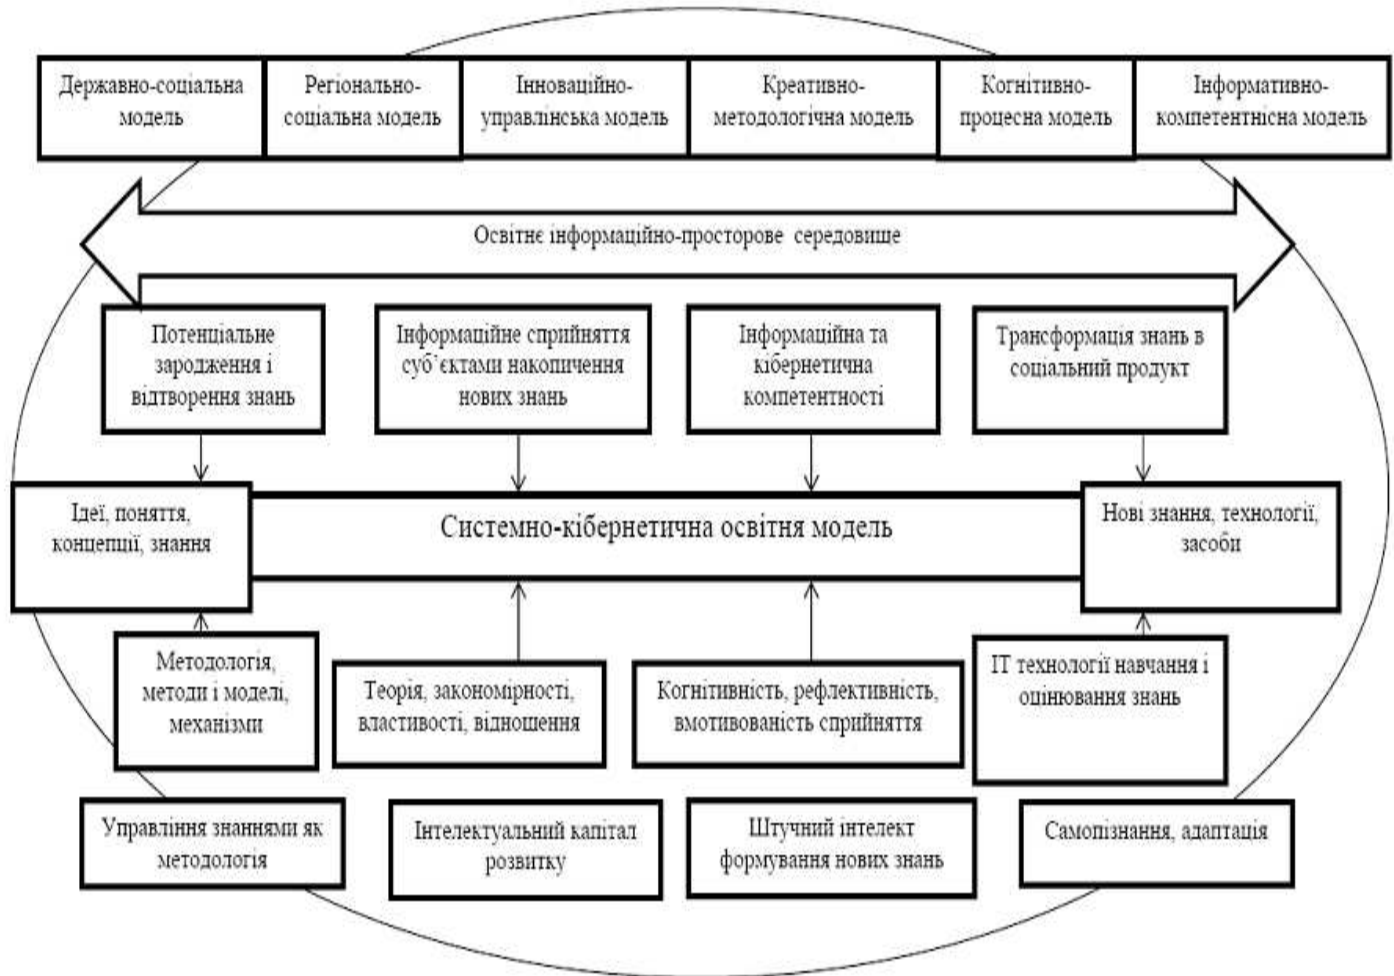 Державно-соціальна
модель
Регіонально-
соціальна модель
Інноваційно-
управлінська модель
Креативно-
методологічна модель
Когнітивно-
процесна модель
Інформативно-
компетентнісна модель
Освітнє інформаційно-просторове середовище
Потенціальне
зародження і
відтворення знань
Інформаційне сприйняття
суб’єктами накопичення
нових знань
Інформаційна та
кібернетична
компетентності
Трансформація знань в
соціальний продукт
Ідеї, поняття,
концепції, знання
Системно-кібернетична освітня модель
Нові знання, технології,
засоби
Методологія,
методи і моделі,
механізми
Теорія, закономірності,
властивості, відношення
Когнітивність, рефлективність,
вмотивованість сприйняття
ІТ технології навчання і
оцінювання знань
Управління знаннями як
методологія
Інтелектуальний капітал
розвитку
Штучний інтелект
формування нових знань
Самопізнання, адаптація